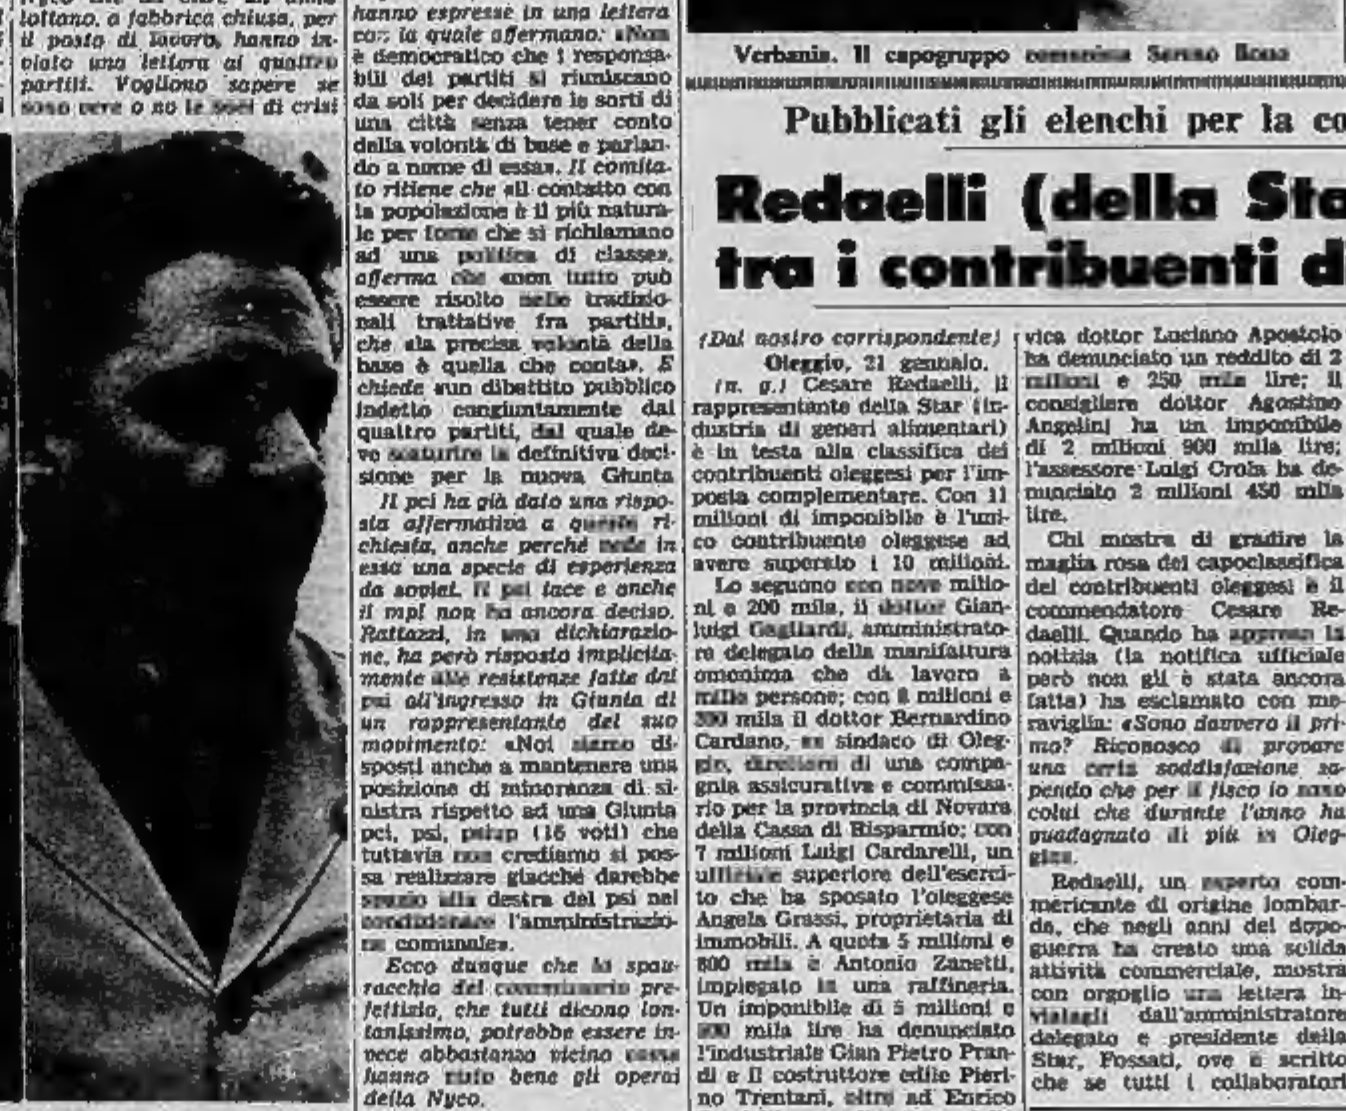 lottano, a fabbrica chiusa, per
il posto di lavoro, hanno in-
viato una lettera ai quattro
partiti. Vogliono sapere se
sono vere o no le voci di crisi
hanno espresse in una lettera
con la quale affermano: «Non
è democratico che i responsa-
bili dei partiti si riuniscano
da soli per decidere le sorti di
una città senza tener conto
della volontà di base e parlan-
do a nome di essa». Il comita-
to ritiene che «il contatto con
la popolazione è il più natura-
le per forze che si richiamano
ad una politica di classe»,
afferma che «non tutto può
essere risolto nelle tradizio-
nali trattative fra partiti»,
che «la precisa volontà della
base è quella che conta». E
chiede «un dibattito pubblico
indetto congiuntamente dai
quattro partiti, dal quale de-
ve scaturire la definitiva deci-
sione per la nuova Giunta
Il pci ha già dato una rispo-
sta affermativa a questa ri-
chiesta, anche perché vede in
essa una specie di esperienza
da soviet. Il psi tace e anche
il mpl non ha ancora deciso.
Rattazzi, in una dichiarazio-
ne, ha però risposto implicita-
mente alle resistenze fatte dal
psi all'ingresso in Giunta di
un rappresentante del suo
movimento: «Noi siamo di-
sposti anche a mantenere una
posizione di minoranza di si-
nistra rispetto ad una Giunta
pci, psi, psiup (16 voti) che
tuttavia non crediamo si pos-
sa realizzare giacché darebbe
spazio alla destra del psi nel
condizionare l'amministrazio-
ne comunale».
Ecco dunque che lo spau-
racchio del commissario pre-
fettizio, che tutti dicono lon-
tanissimo, potrebbe essere in-
vece abbastanza vicino
hanno bene gli operai
della Nyco.
Verbania. Il capogruppo comunista
Pubblicati gli elenchi per la co
Redaelli (della Sta
tra i contribuenti d
(Dal nostro corrispondente)
Oleggio, 21 gennaio.
(n. g.) Cesare Redaelli, il
rappresentante della Star (in-
dustria di generi alimentari)
è in testa alla classifica dei
contribuenti oleggesi per l'im-
posta complementare. Con 11
milioni di imponibile è l'uni-
co contribuente oleggese ad
avere superato i 10 milioni.
Lo seguono con nove milio-
ni e 200 mila, il dottor Gian-
luigi Gagliardi, amministrato-
re delegato della manifattura
omonima che dà lavoro a
mille persone; con 8 milioni e
mila il dottor Bernardino
Cardano, ex sindaco di Oleg-
gio, direttore di una compa-
gnia assicurativa e commissa-
rio per la provincia di Novara
della Cassa di Risparmio; con
7 milioni Luigi Cardarelli, un
ufficiale superiore dell'eserci-
to che ha sposato l'oleggese
Angela Grassi, proprietaria di
immobili. A quota 5 milioni e
800 mila è Antonio Zanetti,
impiegato in una raffineria.
Un imponibile di 5 milioni e
mila lire ha denunciato
l'industriale Gian Pietro Pran-
di e il costruttore edile Pieri-
no Trentani, oltre ad Enrico
vica dottor Luciano Apostolo
ha denunciato un reddito di 2
milioni e 250 mila lire; il
consigliere dottor Agostino
Angelini ha un imponibile
di 2 milioni 900 mila lire;
l'assessore Luigi Crola ha de-
nunciato 2 milioni 450 mila
lire.
Chi mostra di gradire la
maglia rosa del capoclassifica
dei contribuenti oleggesi è il
commendatore Cesare Re-
daelli. Quando ha appreso la
notizia (la notifica ufficiale
però non gli è stata ancora
fatta) ha esclamato con me-
raviglia: «Sono davvero il pri-
mo? Riconosco di provare
una certa soddisfazione sa-
pendo che per il fisco io sono
colui che durante l'anno ha
guadagnato di più in Oleg-
gio».
Redaelli, un esperto com-
mericante di origine lombar-
da, che negli anni del dopo-
guerra ha creato una solida
attività commerciale, mostra
con orgoglio una lettera in-
viatagli dall'amministratore
delegato e presidente della
Star, Fossati, ove è scritto
che se tutti i collaboratori